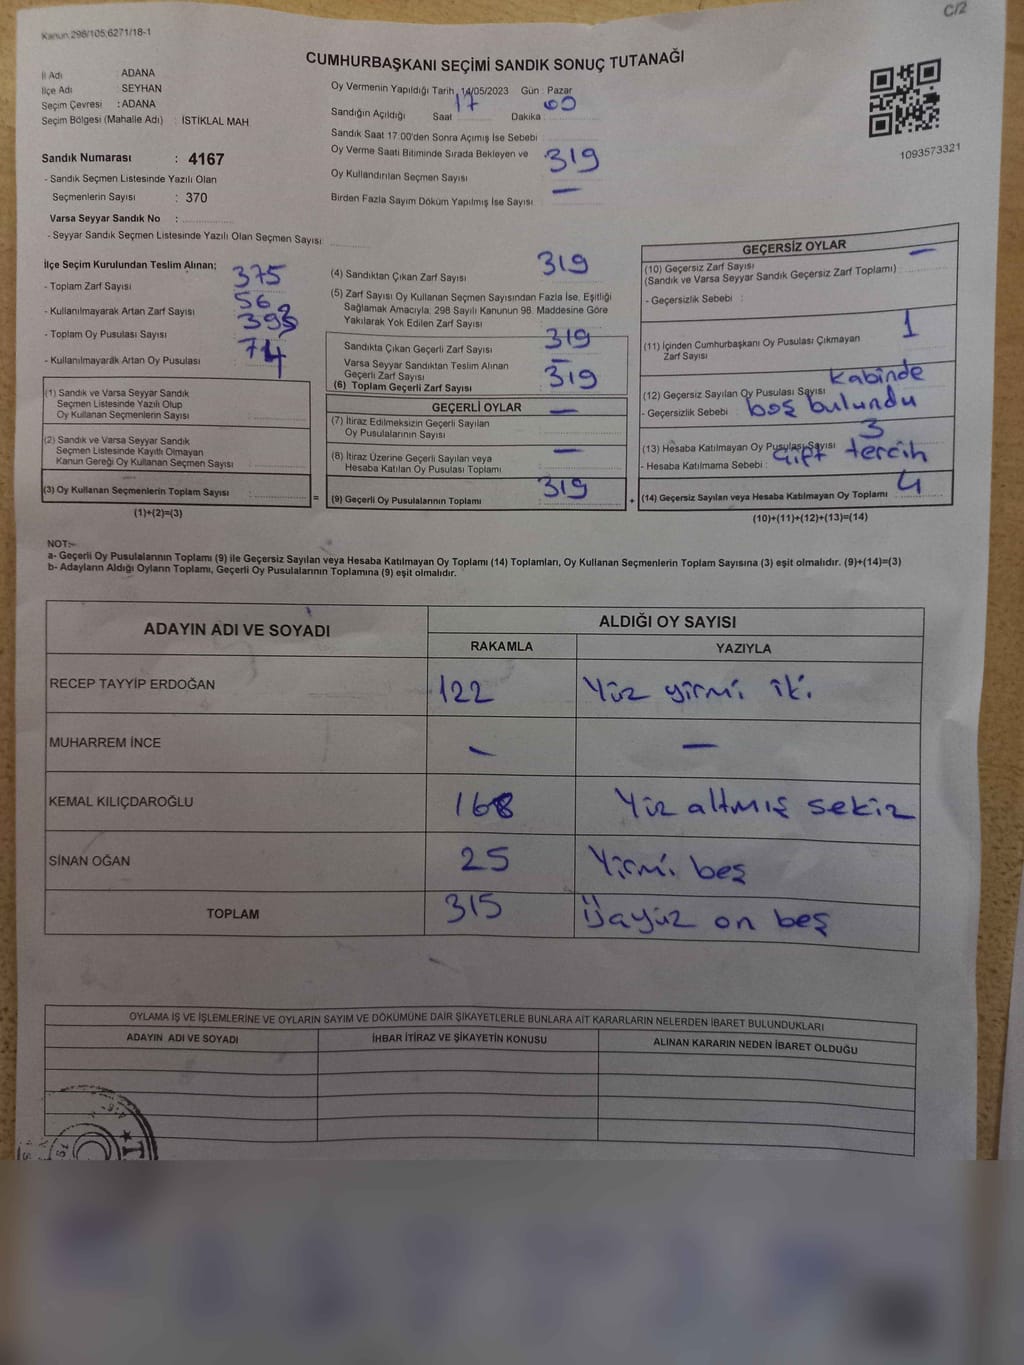 Kanun 298/105,6271/18-1
C/2
CUMHURBAŞKANI SEÇİMİ SANDIK SONUÇ TUTANAĞI
İl Adı : ADANA
İlçe Adı : SEYHAN
Seçim Çevresi : ADANA
Seçim Bölgesi (Mahalle Adı) : İSTİKLAL MAH
Sandık Numarası : 4167
- Sandık Seçmen Listesinde Yazılı Olan
Seçmenlerin Sayısı : 370
Varsa Seyyar Sandık No :
- Seyyar Sandık Seçmen Listesinde Yazılı Olan Seçmen Sayısı:
Oy Vermenin Yapıldığı Tarih 14/05/2023 Gün : Pazar
Sandığın Açıldığı Saat 17 Dakika 00
Sandık Saat 17:00'den Sonra Açımış İse Sebebi
Oy Verme Saati Bitiminde Sırada Bekleyen ve
Oy Kullandırılan Seçmen Sayısı 319
Birden Fazla Sayım Döküm Yapılmış İse Sayısı —
1093573321
İlçe Seçim Kurulundan Teslim Alınan;
- Toplam Zarf Sayısı : 375
- Kullanılmayarak Artan Zarf Sayısı : 56
- Toplam Oy Pusulası Sayısı :
- Kullanılmayarak Artan Oy Pusulası : 74
(1) Sandık ve Varsa Seyyar Sandık
Seçmen Listesinde Yazılı Olup
Oy Kullanan Seçmenlerin Sayısı :
(2) Sandık ve Varsa Seyyar Sandık
Seçmen Listesinde Kayıtlı Olmayan
Kanun Gereği Oy Kullanan Seçmen Sayısı :
(3) Oy Kullanan Seçmenlerin Toplam Sayısı :
(1)+(2)=(3)
=
(4) Sandıktan Çıkan Zarf Sayısı 319
(5) Zarf Sayısı Oy Kullanan Seçmen Sayısından Fazla İse, Eşitliği
Sağlamak Amacıyla, 298 Sayılı Kanunun 98. Maddesine Göre
Yakılarak Yok Edilen Zarf Sayısı :
Sandıkta Çıkan Geçerli Zarf Sayısı 319
Varsa Seyyar Sandıktan Teslim Alınan
Geçerli Zarf Sayısı —
(6) Toplam Geçerli Zarf Sayısı 319
GEÇERLİ OYLAR
(7) İtiraz Edilmeksizin Geçerli Sayılan
Oy Pusulalarının Sayısı —
(8) İtiraz Üzerine Geçerli Sayılan veya
Hesaba Katılan Oy Pusulası Toplamı —
(9) Geçerli Oy Pusulalarının Toplamı 319
+
GEÇERSİZ OYLAR
(10) Geçersiz Zarf Sayısı —
(Sandık ve Varsa Seyyar Sandık Geçersiz Zarf Toplamı)
- Geçersizlik Sebebi :
(11) İçinden Cumhurbaşkanı Oy Pusulası Çıkmayan
Zarf Sayısı 1
(12) Geçersiz Sayılan Oy Pusulası Sayısı Kabinde
- Geçersizlik Sebebi : boş bulundu
(13) Hesaba Katılmayan Oy Pusulası Sayısı 3
- Hesaba Katılmama Sebebi : Çift tercih
(14) Geçersiz Sayılan veya Hesaba Katılmayan Oy Toplamı 4
(10)+(11)+(12)+(13)=(14)
NOT:-
a- Geçerli Oy Pusulalarının Toplamı (9) ile Geçersiz Sayılan veya Hesaba Katılmayan Oy Toplamı (14) Toplamları, Oy Kullanan Seçmenlerin Toplam Sayısına (3) eşit olmalıdır. (9)+(14)=(3)
b- Adayların Aldığı Oyların Toplamı, Geçerli Oy Pusulalarının Toplamına (9) eşit olmalıdır.
ADAYIN ADI VE SOYADI ALDIĞI OY SAYISI
RAKAMLA YAZIYLA
RECEP TAYYİP ERDOĞAN 122 Yüz yirmi iki
MUHARREM İNCE — —
KEMAL KILIÇDAROĞLU 168 Yüz altmış sekiz
SİNAN OĞAN 25 Yirmi beş
TOPLAM 315 Üçyüz on beş
OYLAMA İŞ VE İŞLEMLERİNE VE OYLARIN SAYIM VE DÖKÜMÜNE DAİR ŞİKAYETLERLE BUNLARA AİT KARARLARIN NELERDEN İBARET BULUNDUKLARI
ADAYIN ADI VE SOYADI İHBAR İTİRAZ VE ŞİKAYETİN KONUSU ALINAN KARARIN NEDEN İBARET OLDUĞU